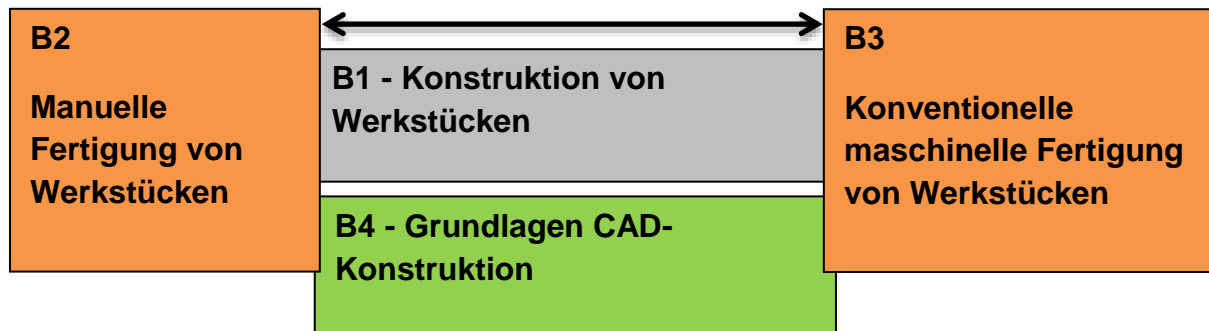 B2
Manuelle
Fertigung von
Werkstücken
B1 - Konstruktion von
Werkstücken
B4 - Grundlagen CAD-
Konstruktion
B3
Konventionelle
maschinelle Fertigung
von Werkstücken